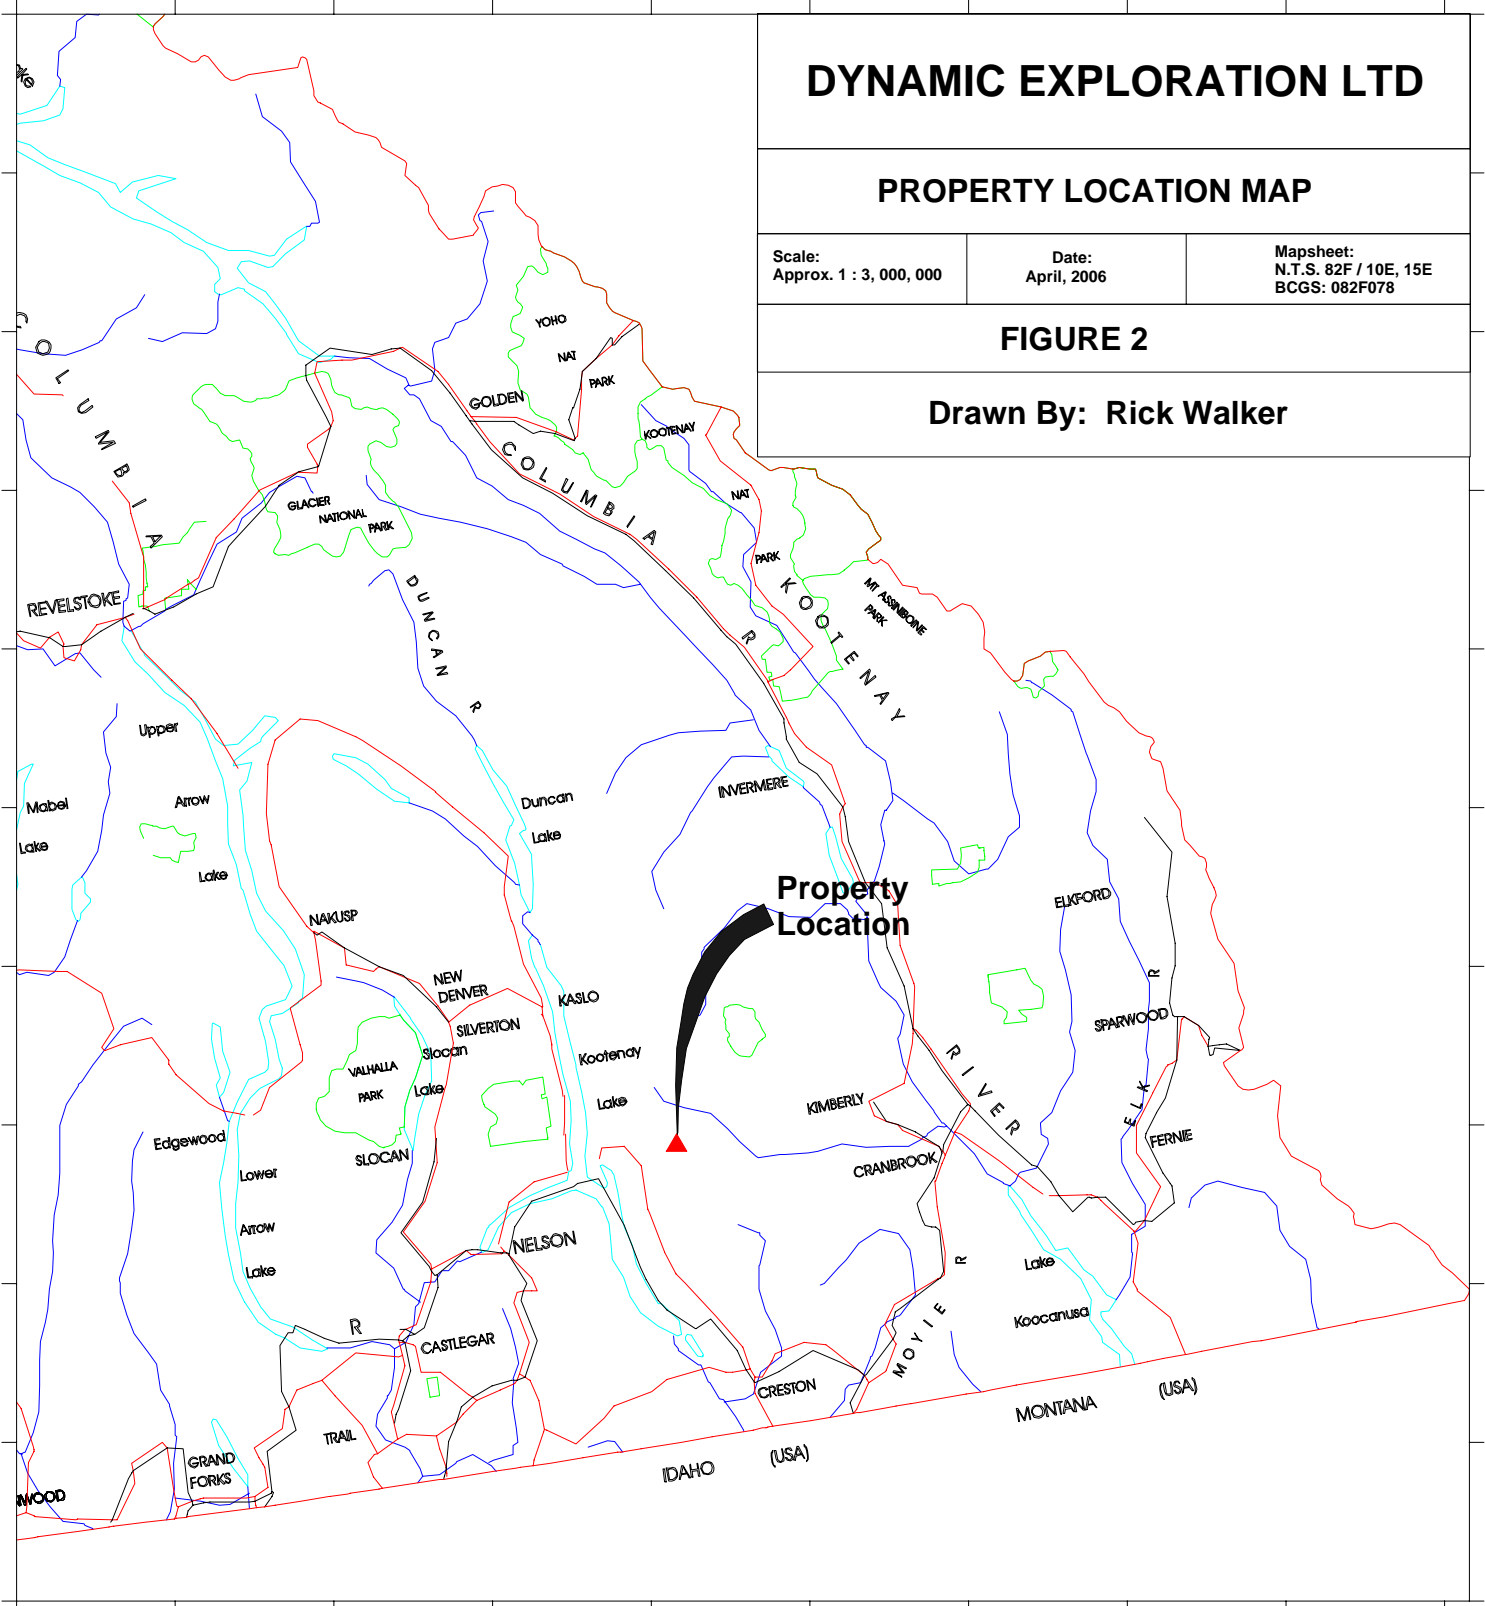 DYNAMIC EXPLORATION LTD
PROPERTY LOCATION MAP
Scale:
Approx. 1 : 3, 000, 000
Date:
April, 2006
Mapsheet:
N.T.S. 82F / 10E, 15E
BCGS: 082F078
FIGURE 2
Drawn By: Rick Walker
COLUMBIA
YOHO
NAT
PARK
GOLDEN
KOOTENAY
NAT
PARK
COLUMBIA
R
GLACIER
NATIONAL
PARK
REVELSTOKE
DUNCAN
R
KOOTENAY
MT ASSINIBOINE
PARK
Upper
Arrow
Lake
Mabel
Lake
Duncan
Lake
INVERMERE
Property
Location
ELKFORD
NAKUSP
NEW
DENVER
SILVERTON
KASLO
Slocan
Lake
Kootenay
Lake
VALHALLA
PARK
SPARWOOD
RIVER
ELK
R
KIMBERLY
FERNIE
CRANBROOK
Edgewood
SLOCAN
Lower
Arrow
Lake
NELSON
R
CASTLEGAR
MOYIE
R
Lake
Koocanusa
CRESTON
TRAIL
GRAND
FORKS
WOOD
IDAHO
(USA)
MONTANA
(USA)